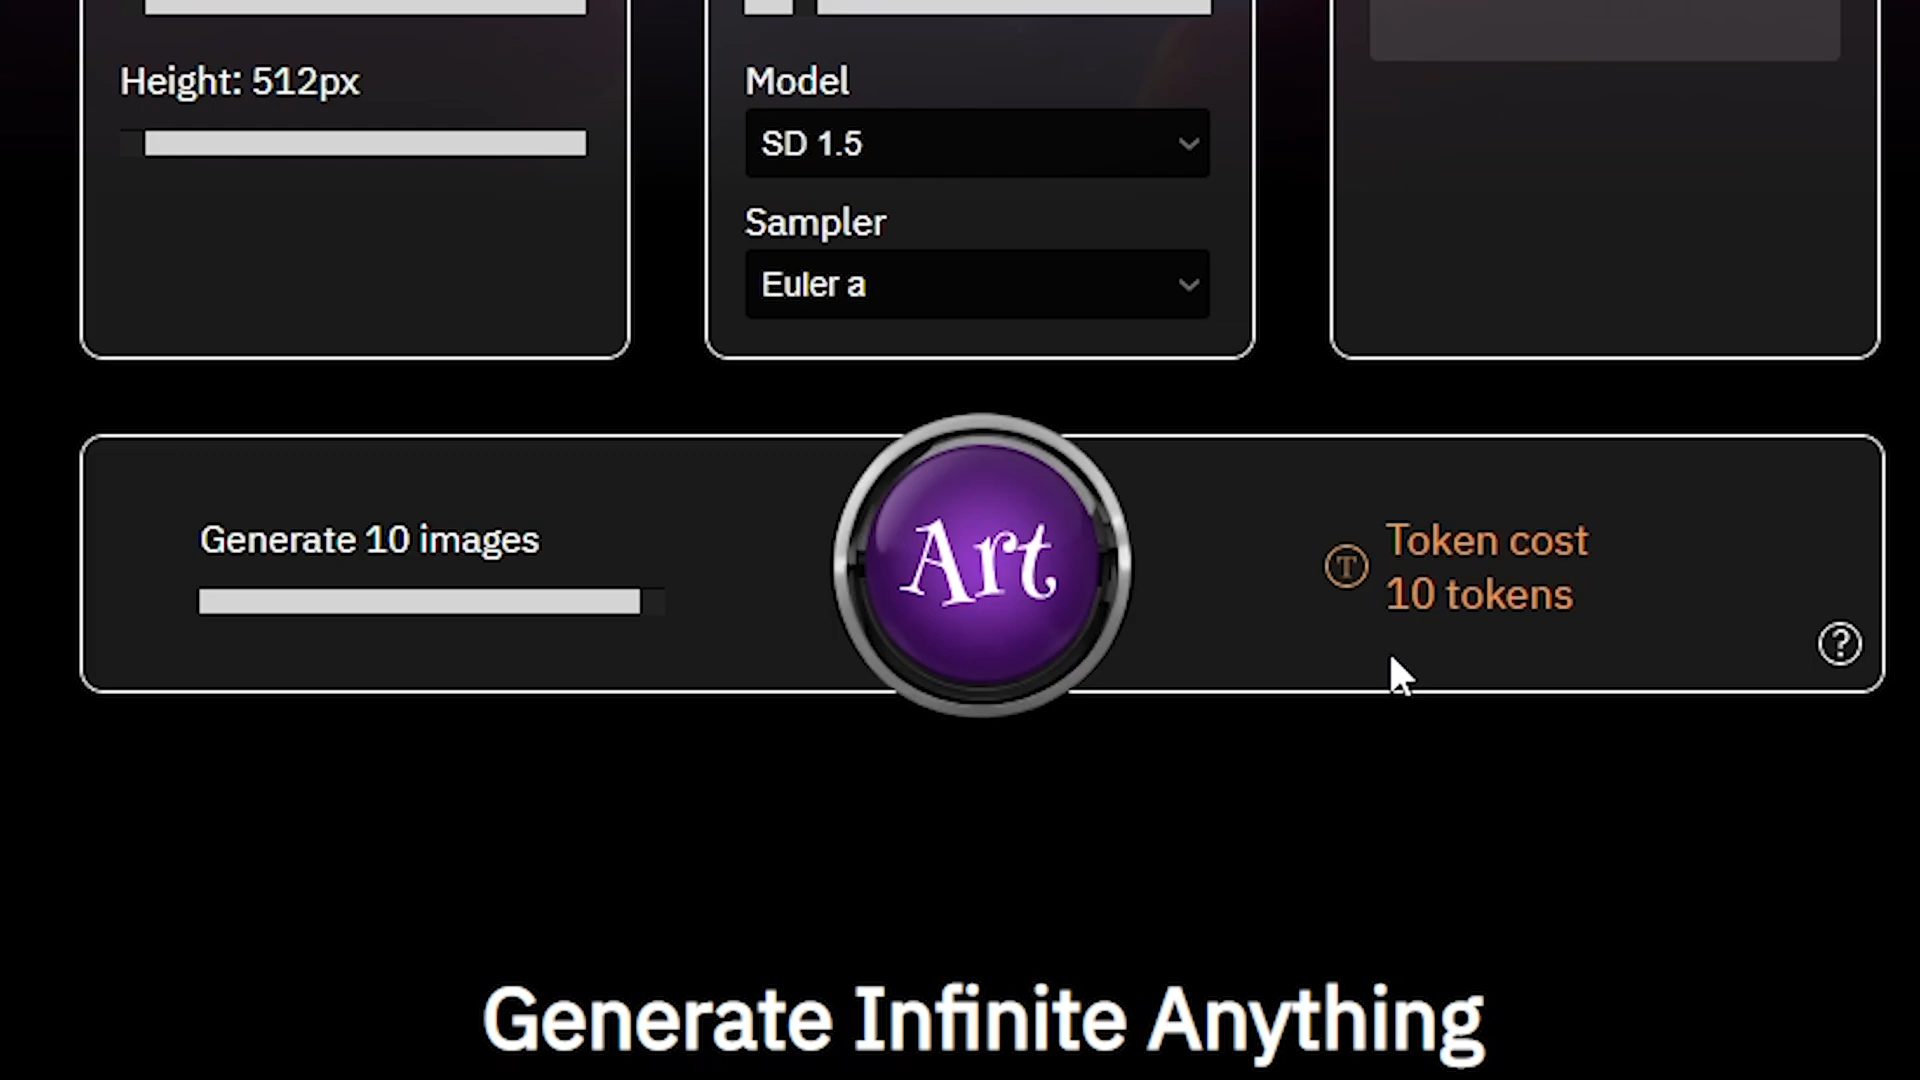 Height: 512px
Model
SD 1.5
Sampler
Euler a
Generate 10 images
Art
T
Token cost
10 tokens
?
Generate Infinite Anything